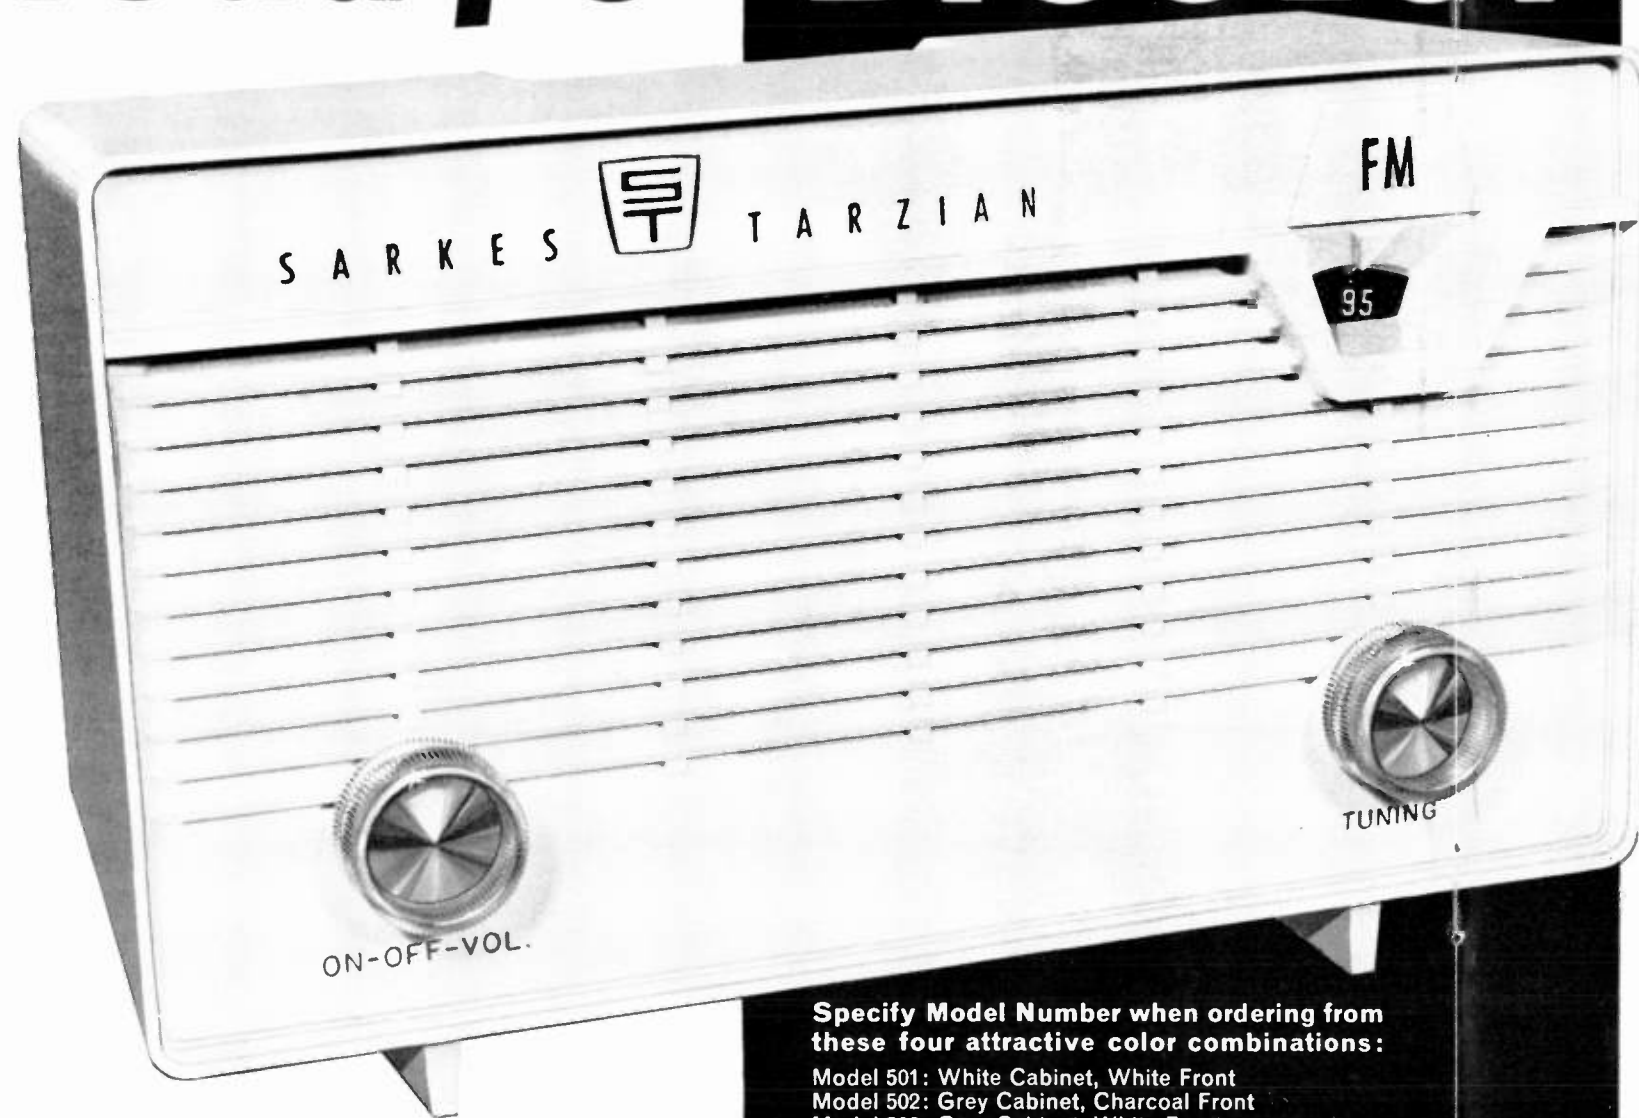 FM
SARKES ST TARZIAN
95
TUNING
ON-OFF-VOL.
Specify Model Number when ordering from
these four attractive color combinations:
Model 501: White Cabinet, White Front
Model 502: Grey Cabinet, Charcoal Front